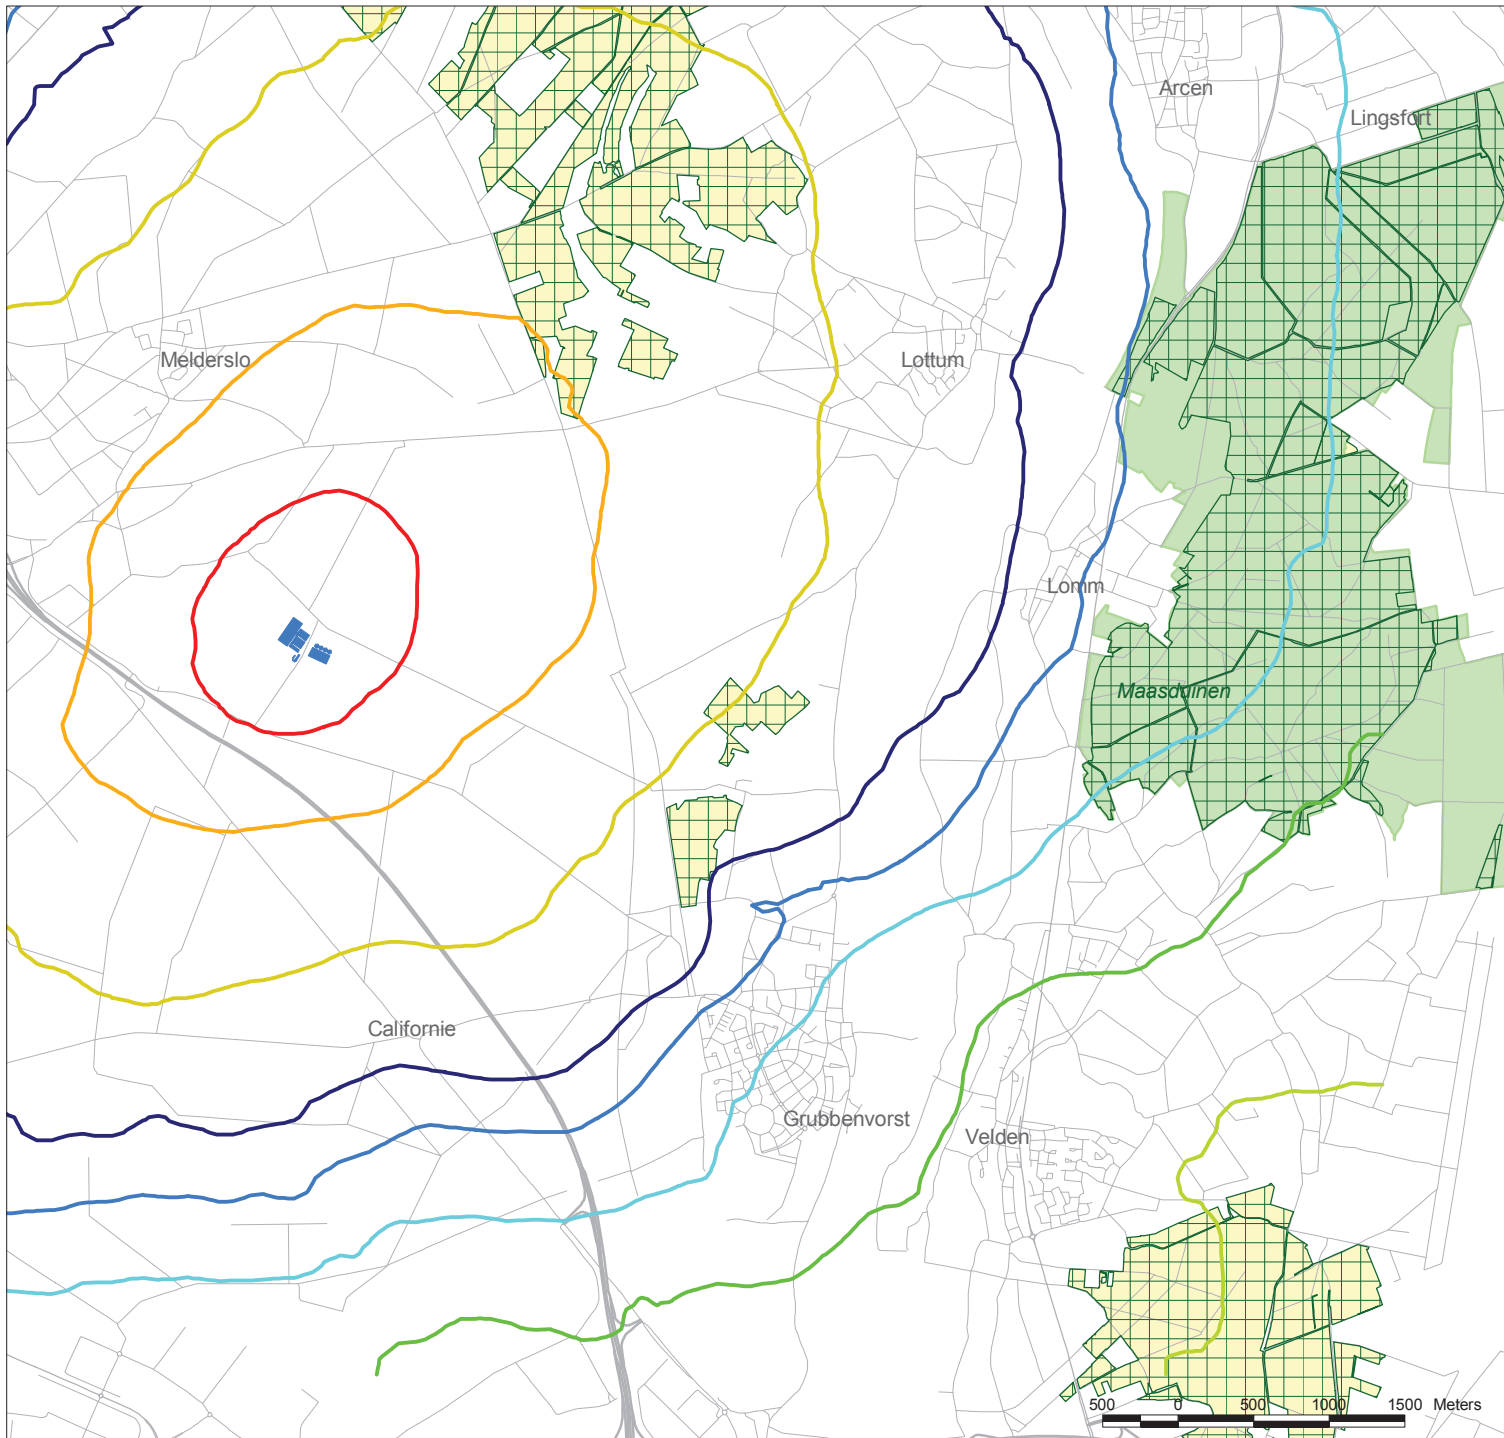 Arcen
Lingsfort
Melderslo
Lottum
Lomm
Maasduinen
Californie
Grubbenvorst
Velden
500 0 500 1000 1500 Meters